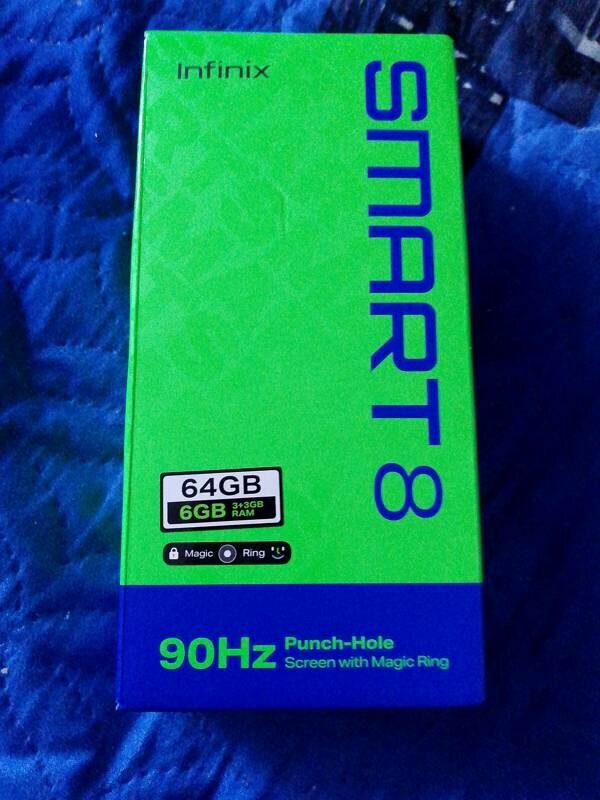 Infinix
SMART 8
64GB
6GB 3+3GB RAM
Magic Ring
90Hz Punch-Hole
Screen with Magic Ring